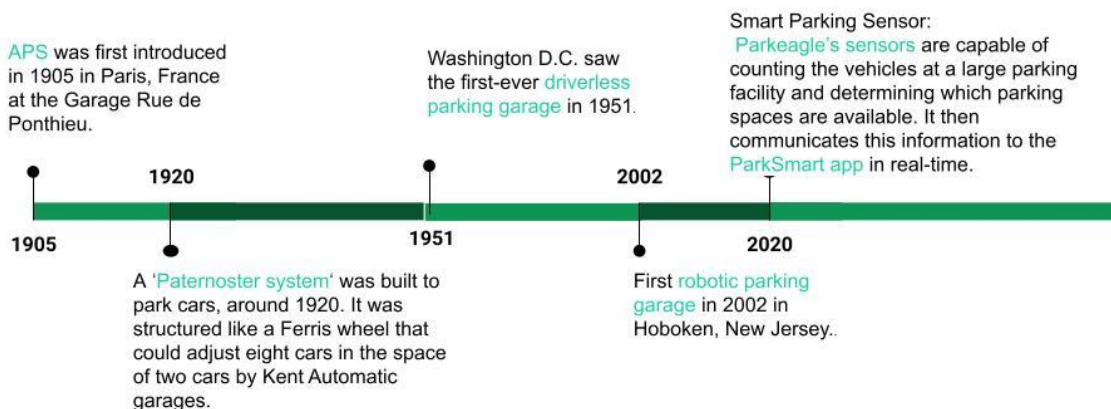 APS was first introduced
in 1905 in Paris, France
at the Garage Rue de
Ponthieu.
Washington D.C. saw
the first-ever driverless
parking garage in 1951.
Smart Parking Sensor:
Parkeagle's sensors are capable of
counting the vehicles at a large parking
facility and determining which parking
spaces are available. It then
communicates this information to the
ParkSmart app in real-time.
1920
2002
1905
1951
2020
A ‘Paternoster system‘ was built to
park cars, around 1920. It was
structured like a Ferris wheel that
could adjust eight cars in the space
of two cars by Kent Automatic
garages.
First robotic parking
garage in 2002 in
Hoboken, New Jersey..